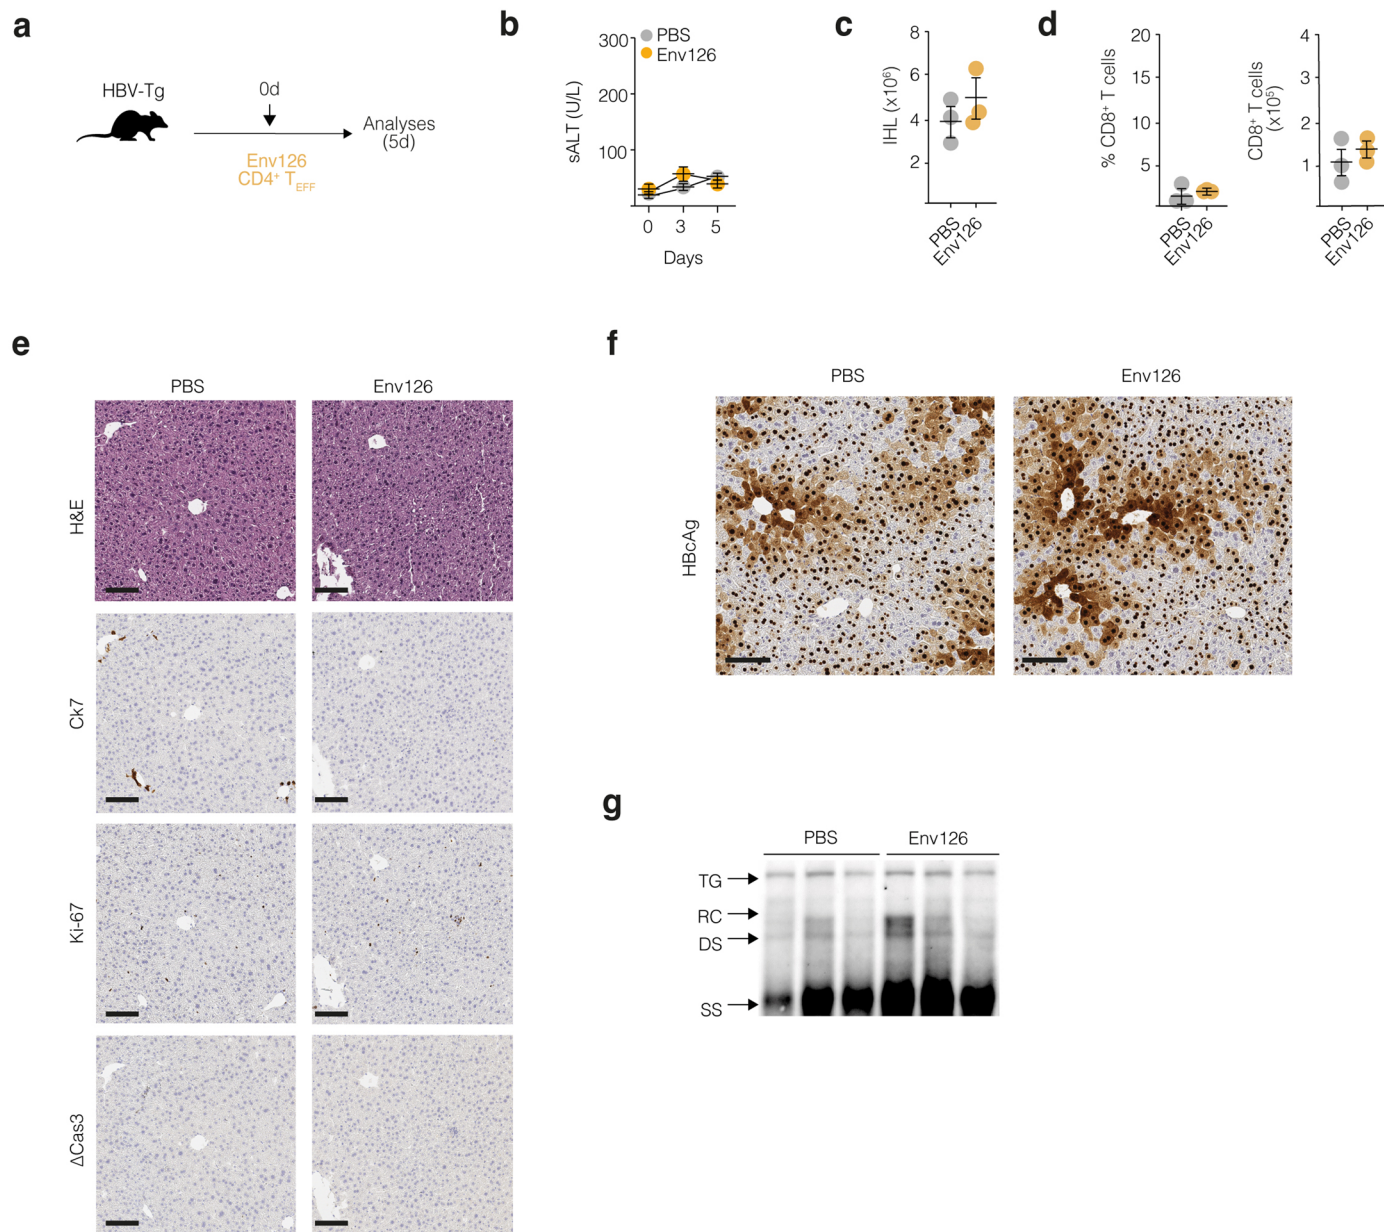 a
HBV-Tg
0d
Env126
CD4⁺ T_EFF
Analyses
(5d)
b
PBS
Env126
300
200
100
sALT (U/L)
0 3 5
Days
c
8
6
4
2
IHL (x10⁶)
PBS
Env126
d
20
15
10
5
% CD8⁺ T cells
PBS
Env126
4
3
2
1
CD8⁺ T cells
(x10⁵)
PBS
Env126
e
PBS Env126
H&E
Ck7
Ki-67
ΔCas3
f
PBS Env126
HBcAg
g
PBS Env126
TG
RC
DS
SS